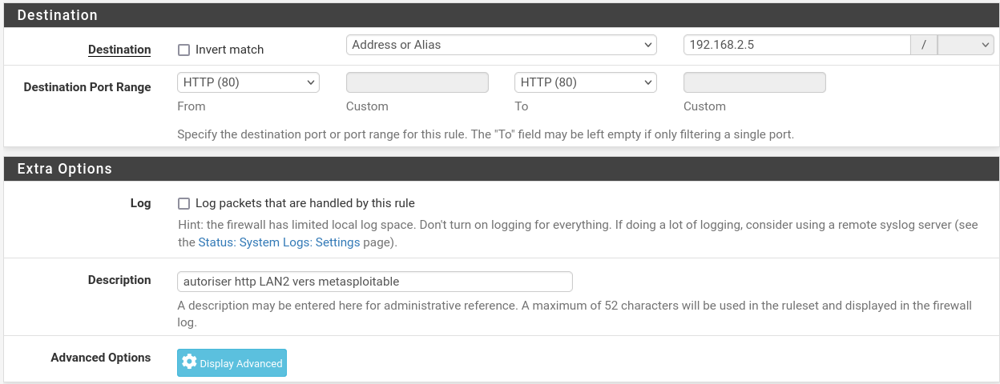 Destination
Destination Invert match Address or Alias 192.168.2.5 /
Destination Port Range HTTP (80) HTTP (80)
From Custom To Custom
Specify the destination port or port range for this rule. The "To" field may be left empty if only filtering a single port.
Extra Options
Log Log packets that are handled by this rule
Hint: the firewall has limited local log space. Don't turn on logging for everything. If doing a lot of logging, consider using a remote syslog server (see
the Status: System Logs: Settings page).
Description autoriser http LAN2 vers metasploitable
A description may be entered here for administrative reference. A maximum of 52 characters will be used in the ruleset and displayed in the firewall
log.
Advanced Options Display Advanced